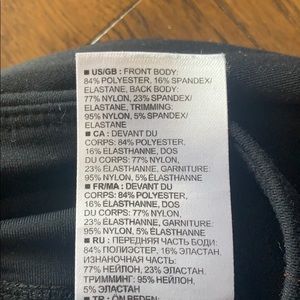 ■ US/GB : FRONT BODY:
84% POLYESTER, 16% SPANDEX/
ELASTANE, BACK BODY:
77% NYLON, 23% SPANDEX/
ELASTANE, TRIMMING:
95% NYLON, 5% SPANDEX/
ELASTANE
■ CA : DEVANT DU
CORPS: 84% POLYESTER,
16% ÉLASTHANNE, DOS
DU CORPS: 77% NYLON,
23% ÉLASTHANNE, GARNITURE:
95% NYLON, 5% ÉLASTHANNE
■ FR/MA : DEVANT DU
CORPS: 84% POLYESTER,
16% ÉLASTHANNE, DOS DU
CORPS: 77% NYLON, 23%
ÉLASTHANNE, GARNITURE:
95% NYLON, 5% ÉLASTHANNE
■ RU : ПЕРЕДНЯЯ ЧАСТЬ БОДИ:
84% ПОЛИЭСТЕР, 16% ЭЛАСТАН,
ИЗНАНОЧНАЯ ЧАСТЬ:
77% НЕЙЛОН, 23% ЭЛАСТАН,
ТРИММИНГ: 95% НЕЙЛОН,
5% ЭЛАСТАН
■ TR : ÖN BEDEN: